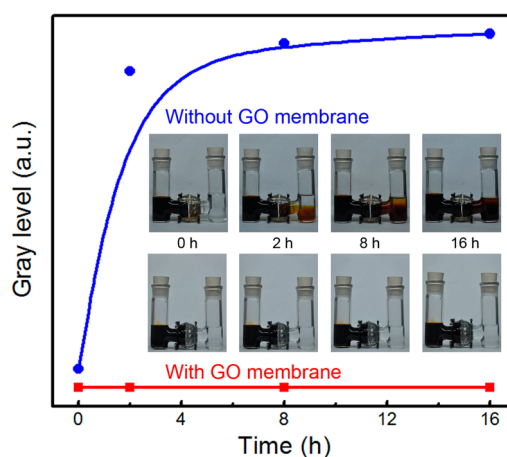 Gray level (a.u.)
Without GO membrane
0 h 2 h 8 h 16 h
With GO membrane
0 4 8 12 16
Time (h)